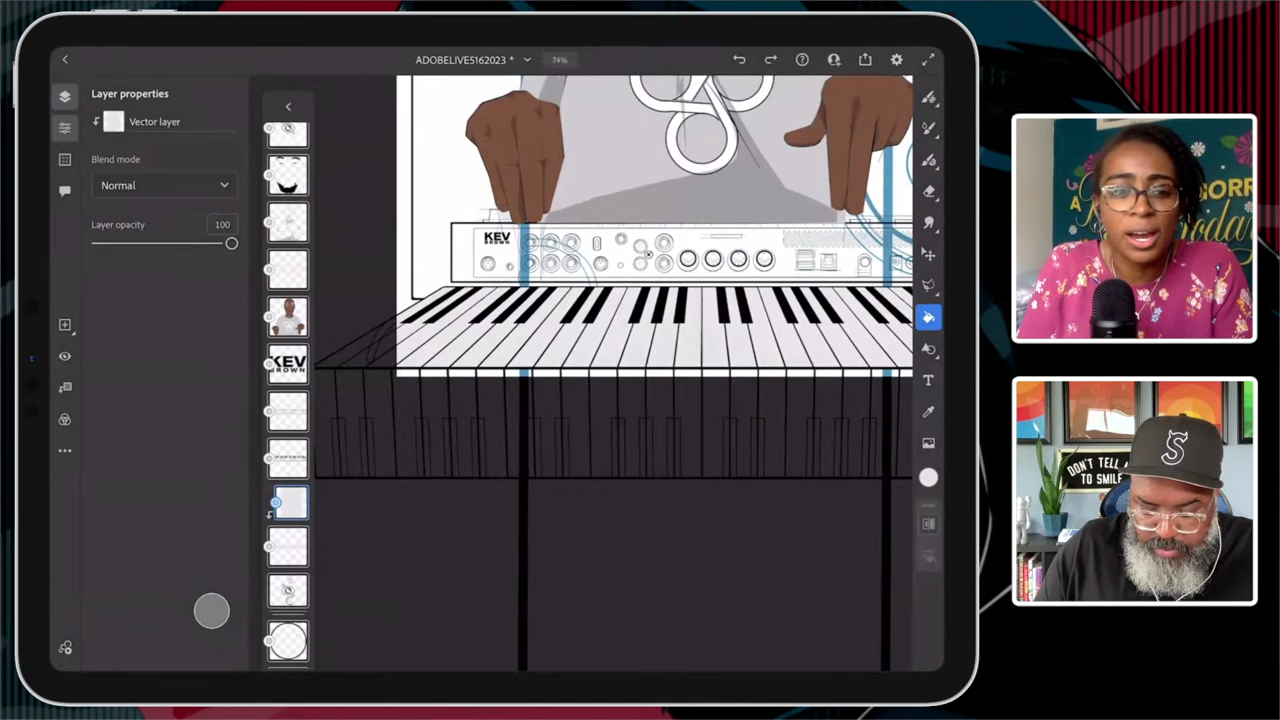 ADOBELIVE5162023 *
74%
Layer properties
Vector layer
Blend mode
Normal
Layer opacity
100
KEV
BROWN
KEV
BROWN
T
A
GORR
DON'T TELL
TO SMILE
S